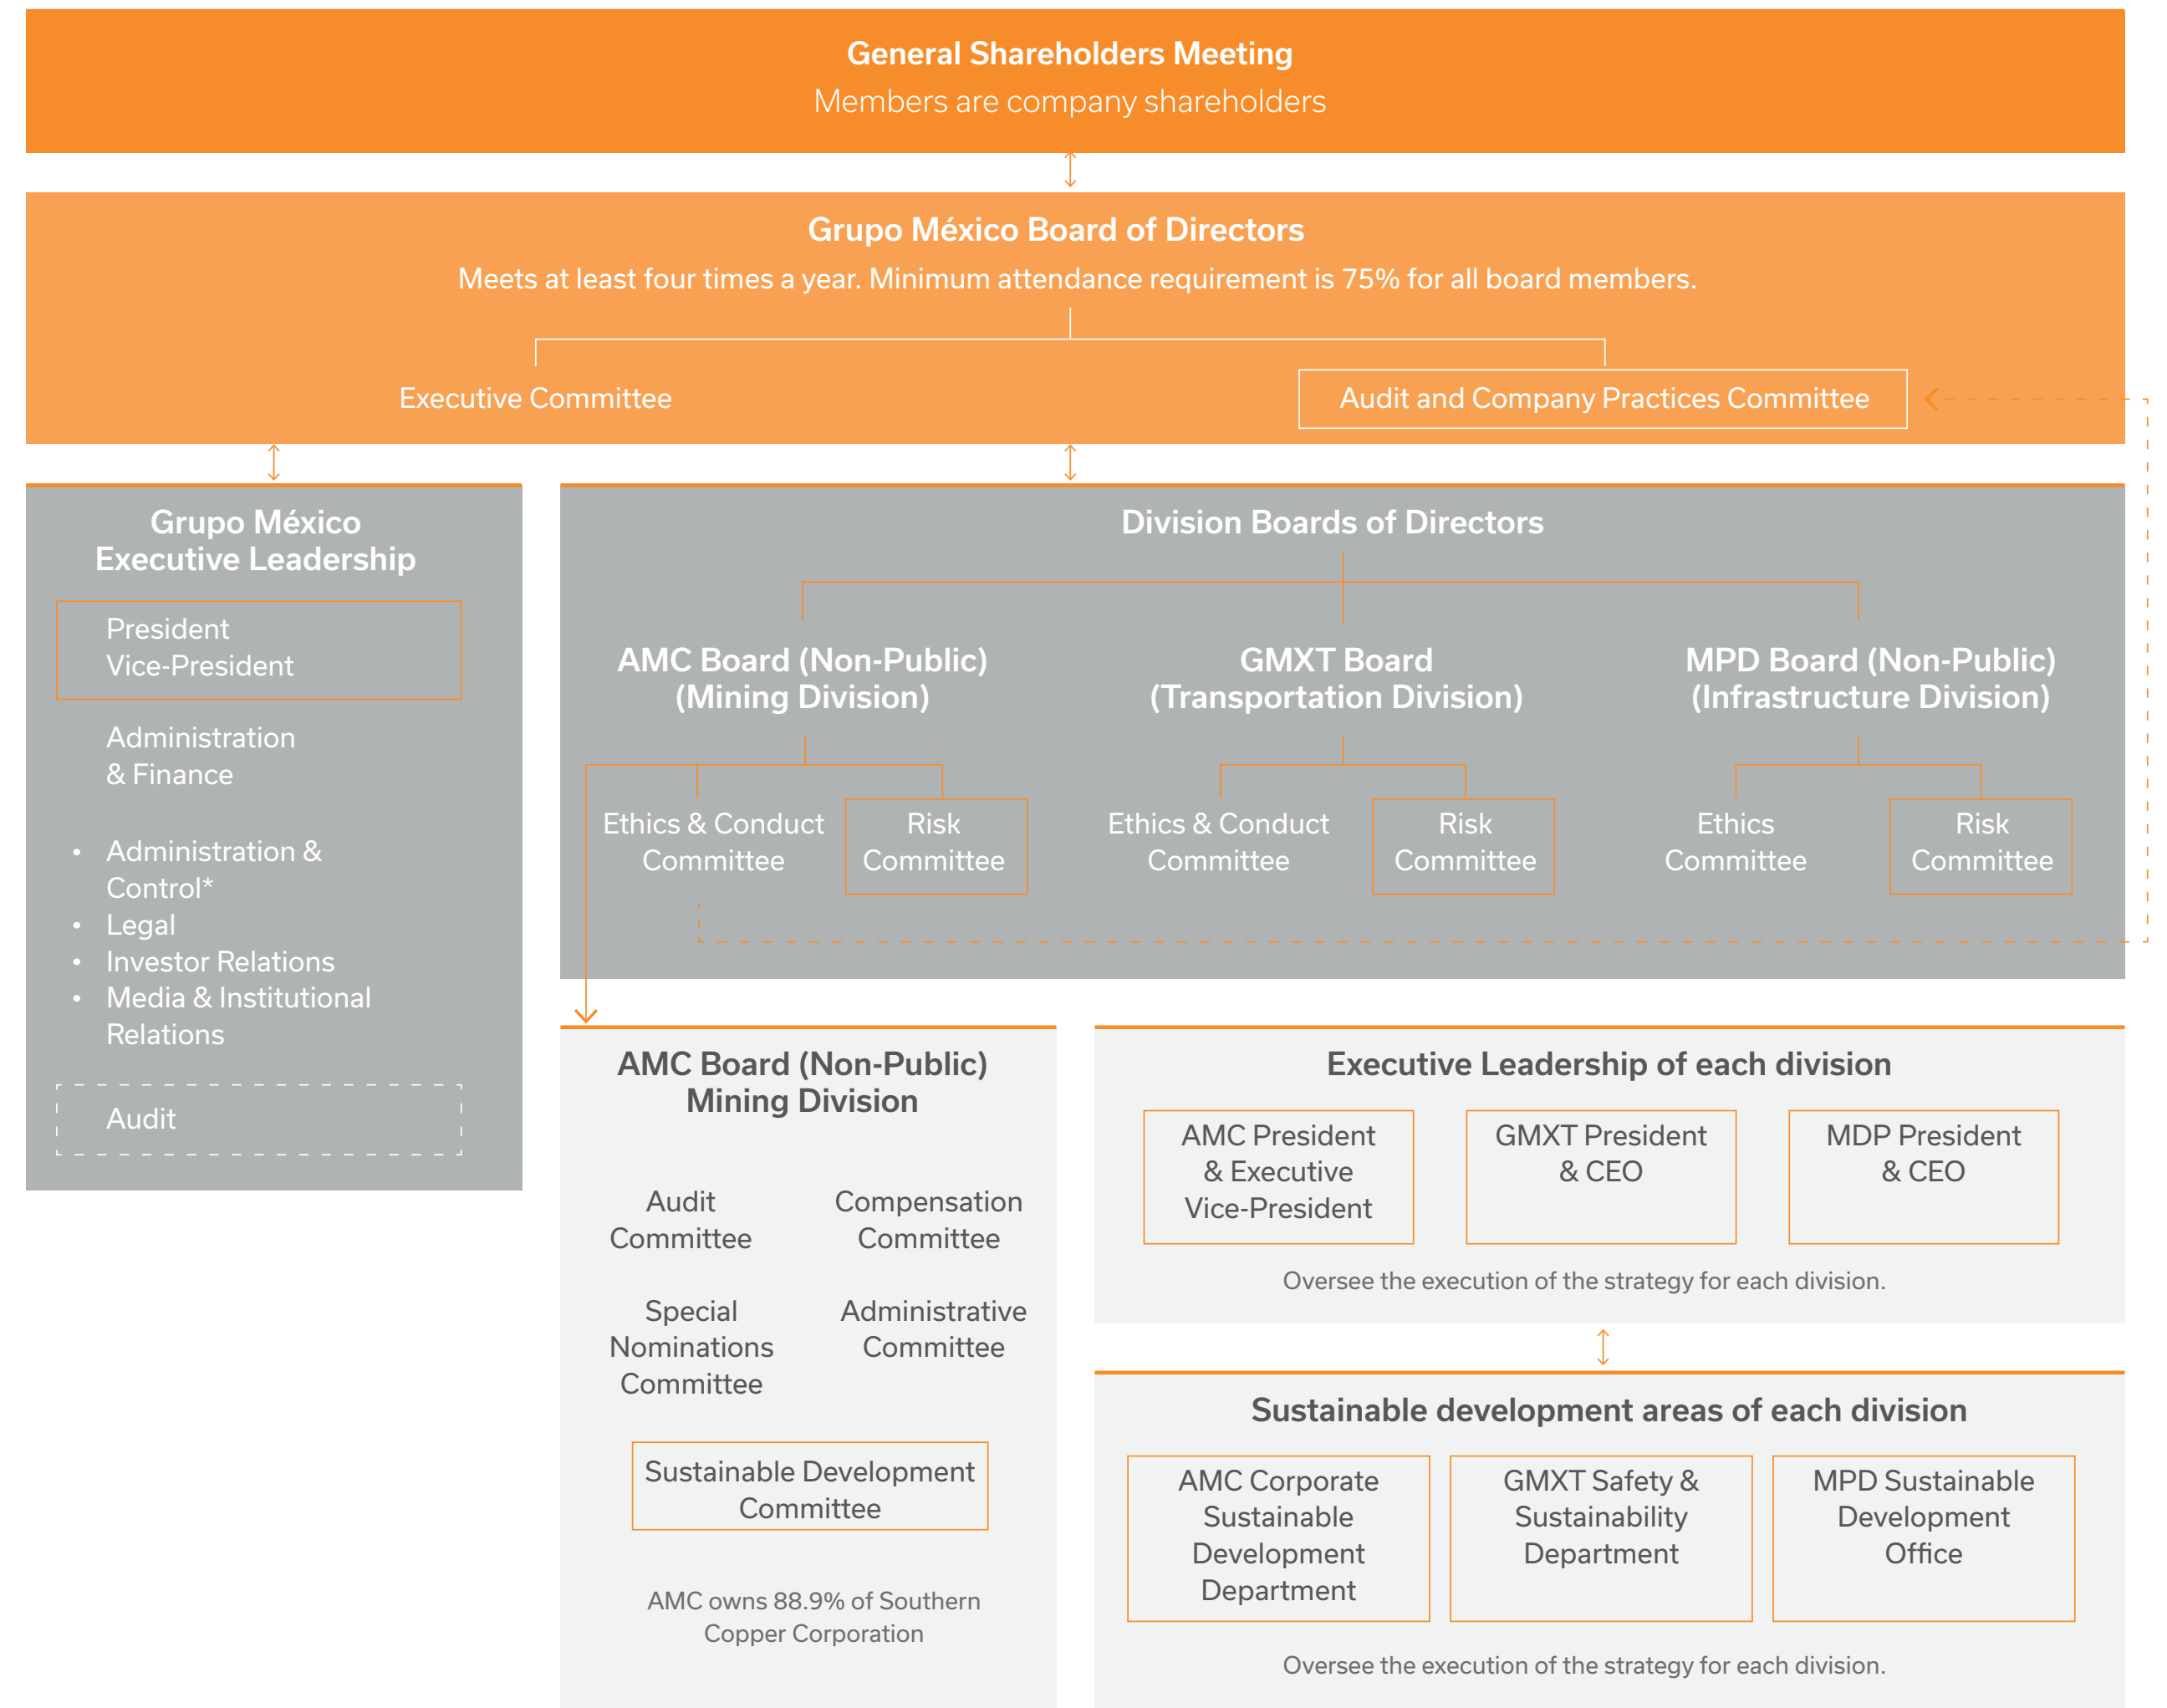 General Shareholders Meeting
Members are company shareholders
Grupo México Board of Directors
Meets at least four times a year. Minimum attendance requirement is 75% for all board members.
Executive Committee
Audit and Company Practices Committee
Grupo México
Executive Leadership
President
Vice-President
Administration
& Finance
• Administration &
Control*
• Legal
• Investor Relations
• Media & Institutional
Relations
Audit
Division Boards of Directors
AMC Board (Non-Public)
(Mining Division)
GMXT Board
(Transportation Division)
MPD Board (Non-Public)
(Infrastructure Division)
Ethics & Conduct
Committee
Risk
Committee
Ethics & Conduct
Committee
Risk
Committee
Ethics
Committee
Risk
Committee
AMC Board (Non-Public)
Mining Division
Audit
Committee
Compensation
Committee
Special
Nominations
Committee
Administrative
Committee
Sustainable Development
Committee
AMC owns 88.9% of Southern
Copper Corporation
Executive Leadership of each division
AMC President
& Executive
Vice-President
GMXT President
& CEO
MDP President
& CEO
Oversee the execution of the strategy for each division.
Sustainable development areas of each division
AMC Corporate
Sustainable
Development
Department
GMXT Safety &
Sustainability
Department
MPD Sustainable
Development
Office
Oversee the execution of the strategy for each division.